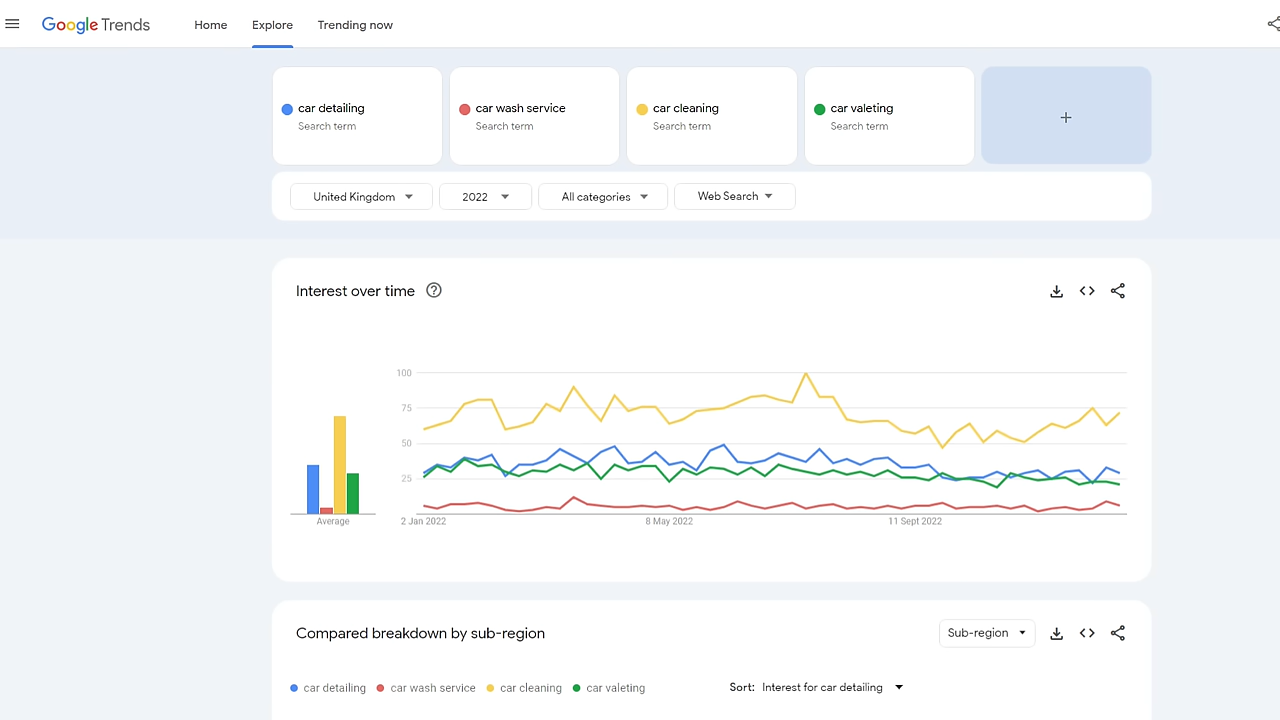 Google Trends
Home
Explore
Trending now
car detailing
Search term
car wash service
Search term
car cleaning
Search term
car valeting
Search term
+
United Kingdom
2022
All categories
Web Search
Interest over time
?
100
75
50
25
Average
2 Jan 2022
8 May 2022
11 Sept 2022
Compared breakdown by sub-region
Sub-region
car detailing
car wash service
car cleaning
car valeting
Sort: Interest for car detailing